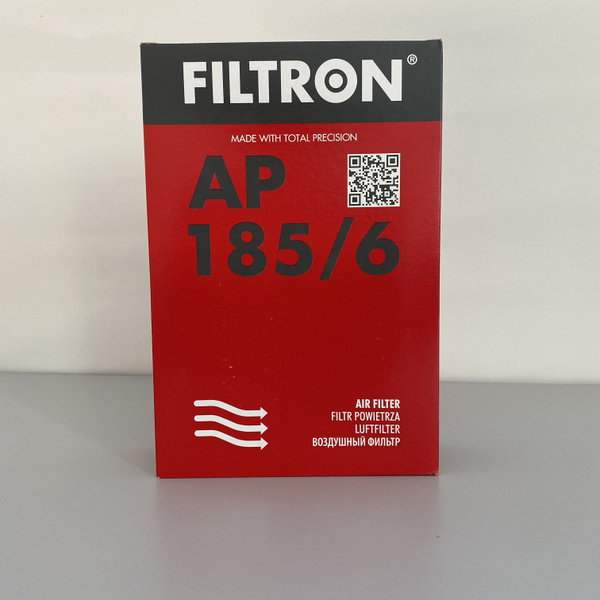 FILTRON®
MADE WITH TOTAL PRECISION
AP
185/6
AIR FILTER
FILTR POWIETRZA
LUFTFILTER
ВОЗДУШНЫЙ ФИЛЬТР